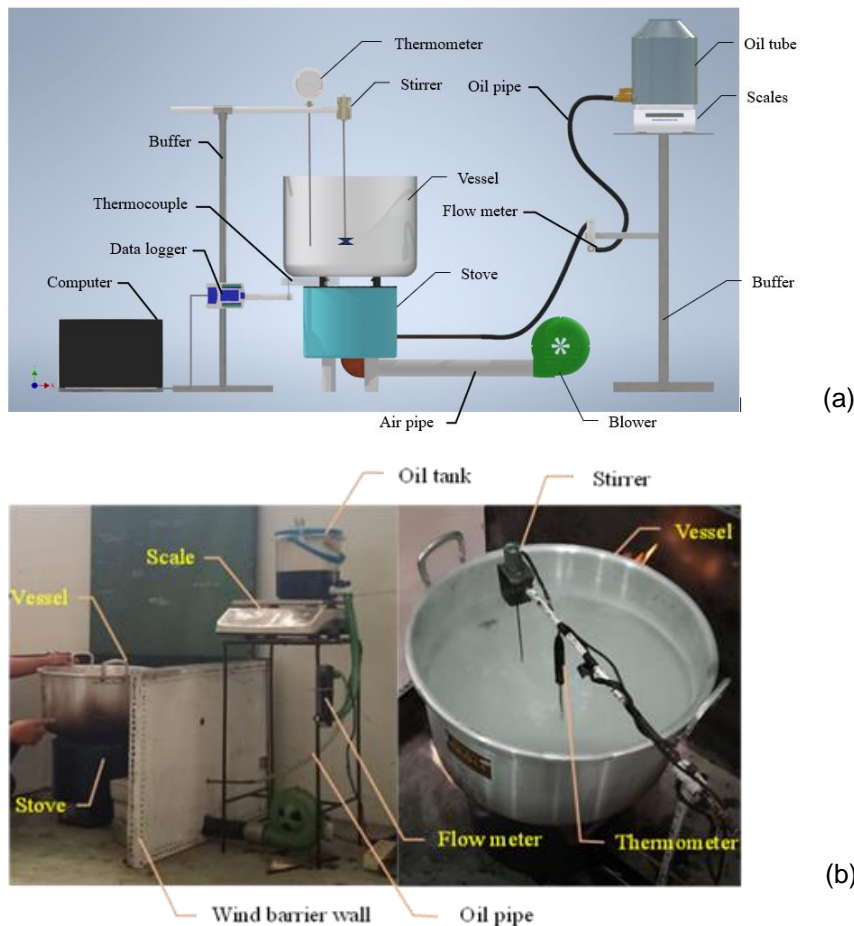 Thermometer
Oil tube
Stirrer
Oil pipe
Scales
Buffer
Vessel
Thermocouple
Flow meter
Data logger
Stove
Computer
Buffer
(a)
Air pipe
Blower
Oil tank
Stirrer
Vessel
Scale
Vessel
Stove
Flow meter
Thermometer
(b)
Wind barrier wall
Oil pipe